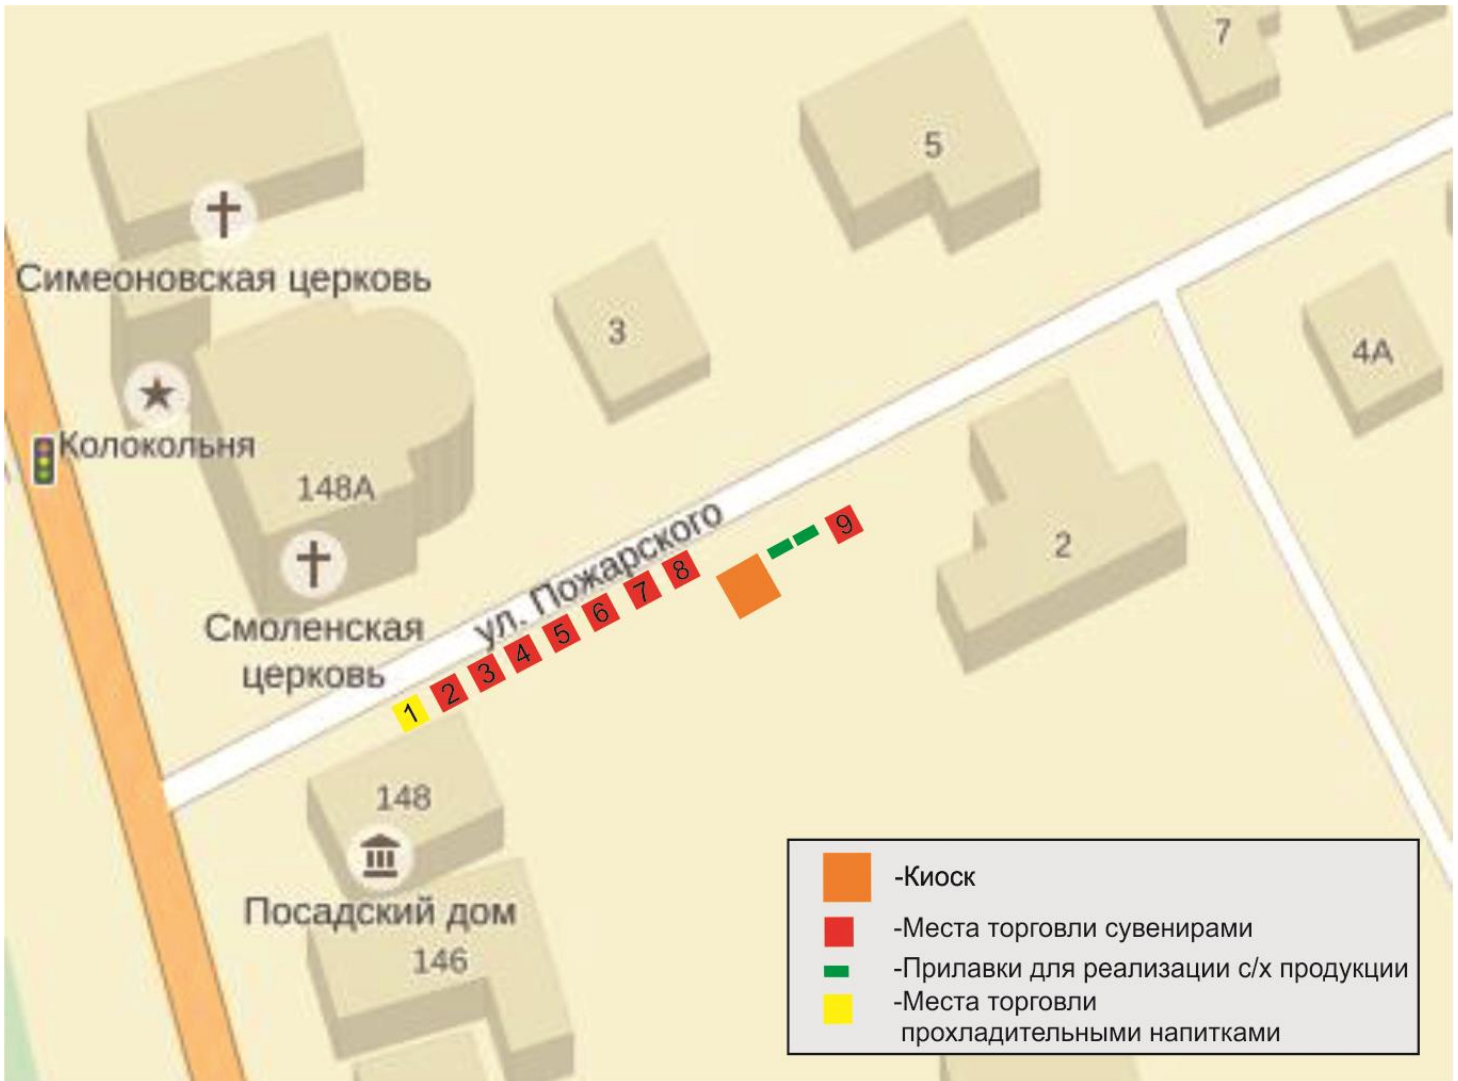 7
5
Симеоновская церковь
3
4А
Колокольня
148А
ул. Пожарского
9
2
8
7
6
5
4
3
2
1
Смоленская
церковь
148
Посадский дом
146
-Киоск
-Места торговли сувенирами
-Прилавки для реализации с/х продукции
-Места торговли
прохладительными напитками